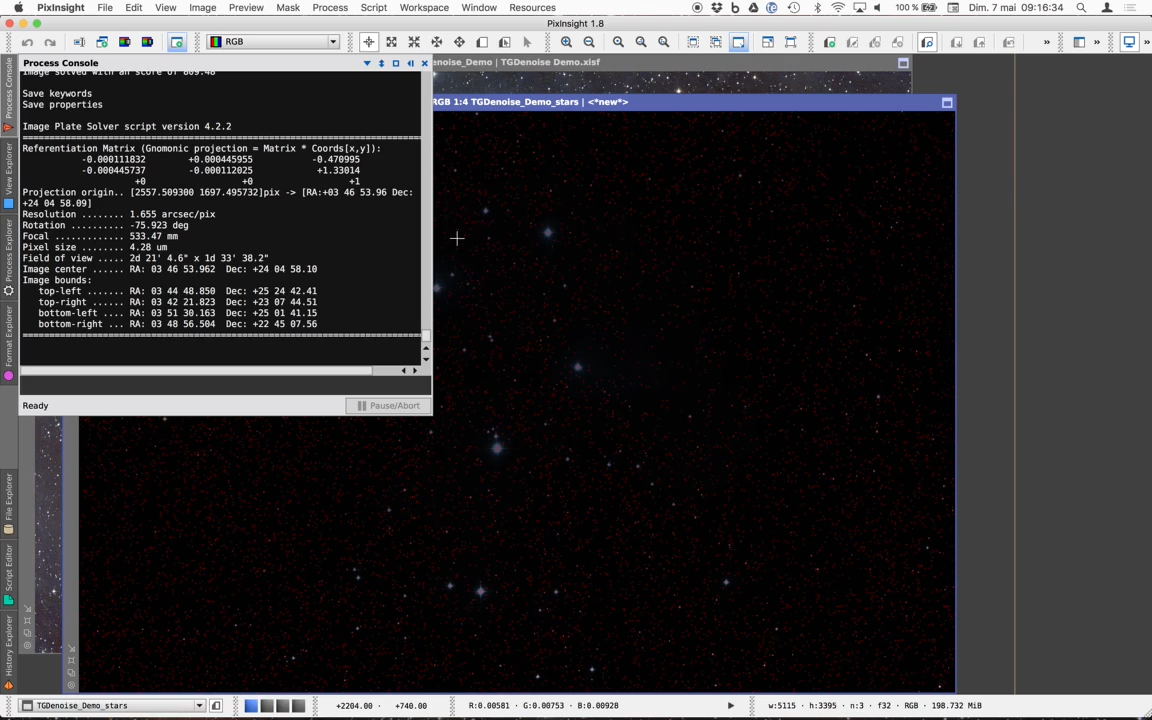 PixInsight File Edit View Image Preview Mask Process Script Workspace Window Resources 100 % Dim. 7 mai 09:16:34
PixInsight 1.8
RGB
Process Console
enoise_Demo | TGDenoise Demo.xisf
RGB 1:4 TGDenoise_Demo_stars | <*new*>
Image solved with an score of 809.48
Save keywords
Save properties
Image Plate Solver script version 4.2.2
===============================================================================
Referentiation Matrix (Gnomonic projection = Matrix * Coords[x,y]):
-0.000111832 +0.000445955 -0.470995
-0.000445737 -0.000112025 +1.33014
+0 +0 +1
Projection origin.. [2557.509300 1697.495732]pix -> [RA:+03 46 53.96 Dec:
+24 04 58.09]
Resolution ........ 1.655 arcsec/pix
Rotation .......... -75.923 deg
Focal ............. 533.47 mm
Pixel size ........ 4.28 um
Field of view ..... 2d 21' 4.6" x 1d 33' 38.2"
Image center ...... RA: 03 46 53.962 Dec: +24 04 58.10
Image bounds:
top-left ....... RA: 03 44 48.850 Dec: +25 24 42.41
top-right ...... RA: 03 42 21.823 Dec: +23 07 44.51
bottom-left .... RA: 03 51 30.163 Dec: +25 01 41.15
bottom-right ... RA: 03 48 56.504 Dec: +22 45 07.56
===============================================================================
Ready
Pause/Abort
Process Console
View Explorer
Process Explorer
Format Explorer
File Explorer
Script Editor
History Explorer
TGDenoise_Demo_stars +2204.00 · +740.00 R:0.00581 · G:0.00753 · B:0.00928 w:5115 · h:3395 · n:3 · f32 · RGB · 198.732 MiB